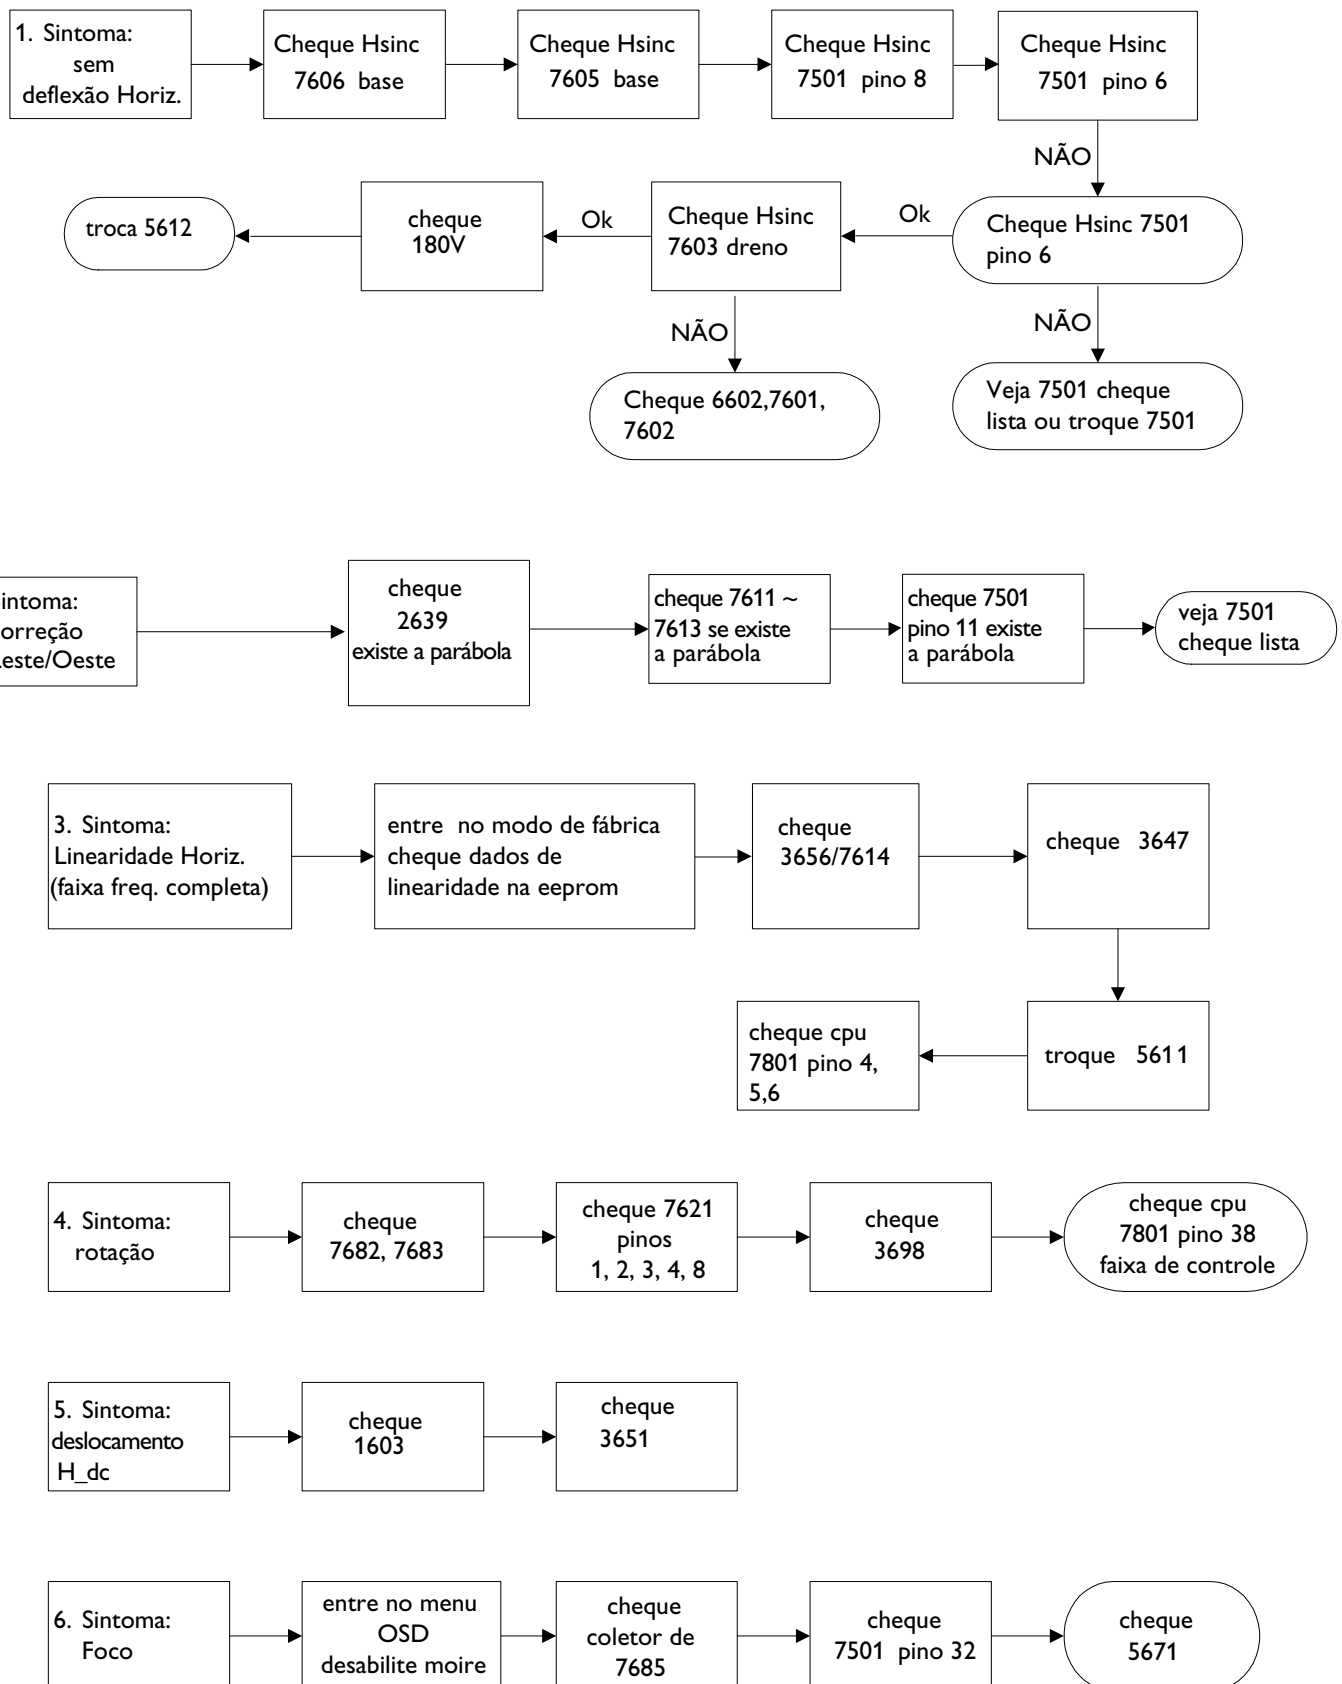 1. Sintoma:
sem
deflexão Horiz.
Cheque Hsinc
7606 base
Cheque Hsinc
7605 base
Cheque Hsinc
7501 pino 8
Cheque Hsinc
7501 pino 6
NÃO
troca 5612
cheque
180V
Ok
Cheque Hsinc
7603 dreno
Ok
Cheque Hsinc 7501
pino 6
NÃO
NÃO
Cheque 6602,7601,
7602
Veja 7501 cheque
lista ou troque 7501
intoma:
orreção
este/Oeste
cheque
2639
existe a parábola
cheque 7611 ~
7613 se existe
a parábola
cheque 7501
pino 11 existe
a parábola
veja 7501
cheque lista
3. Sintoma:
Linearidade Horiz.
(faixa freq. completa)
entre no modo de fábrica
cheque dados de
linearidade na eeprom
cheque
3656/7614
cheque 3647
cheque cpu
7801 pino 4,
5,6
troque 5611
4. Sintoma:
rotação
cheque
7682, 7683
cheque 7621
pinos
1, 2, 3, 4, 8
cheque
3698
cheque cpu
7801 pino 38
faixa de controle
5. Sintoma:
deslocamento
H_dc
cheque
1603
cheque
3651
6. Sintoma:
Foco
entre no menu
OSD
desabilite moire
cheque
coletor de
7685
cheque
7501 pino 32
cheque
5671